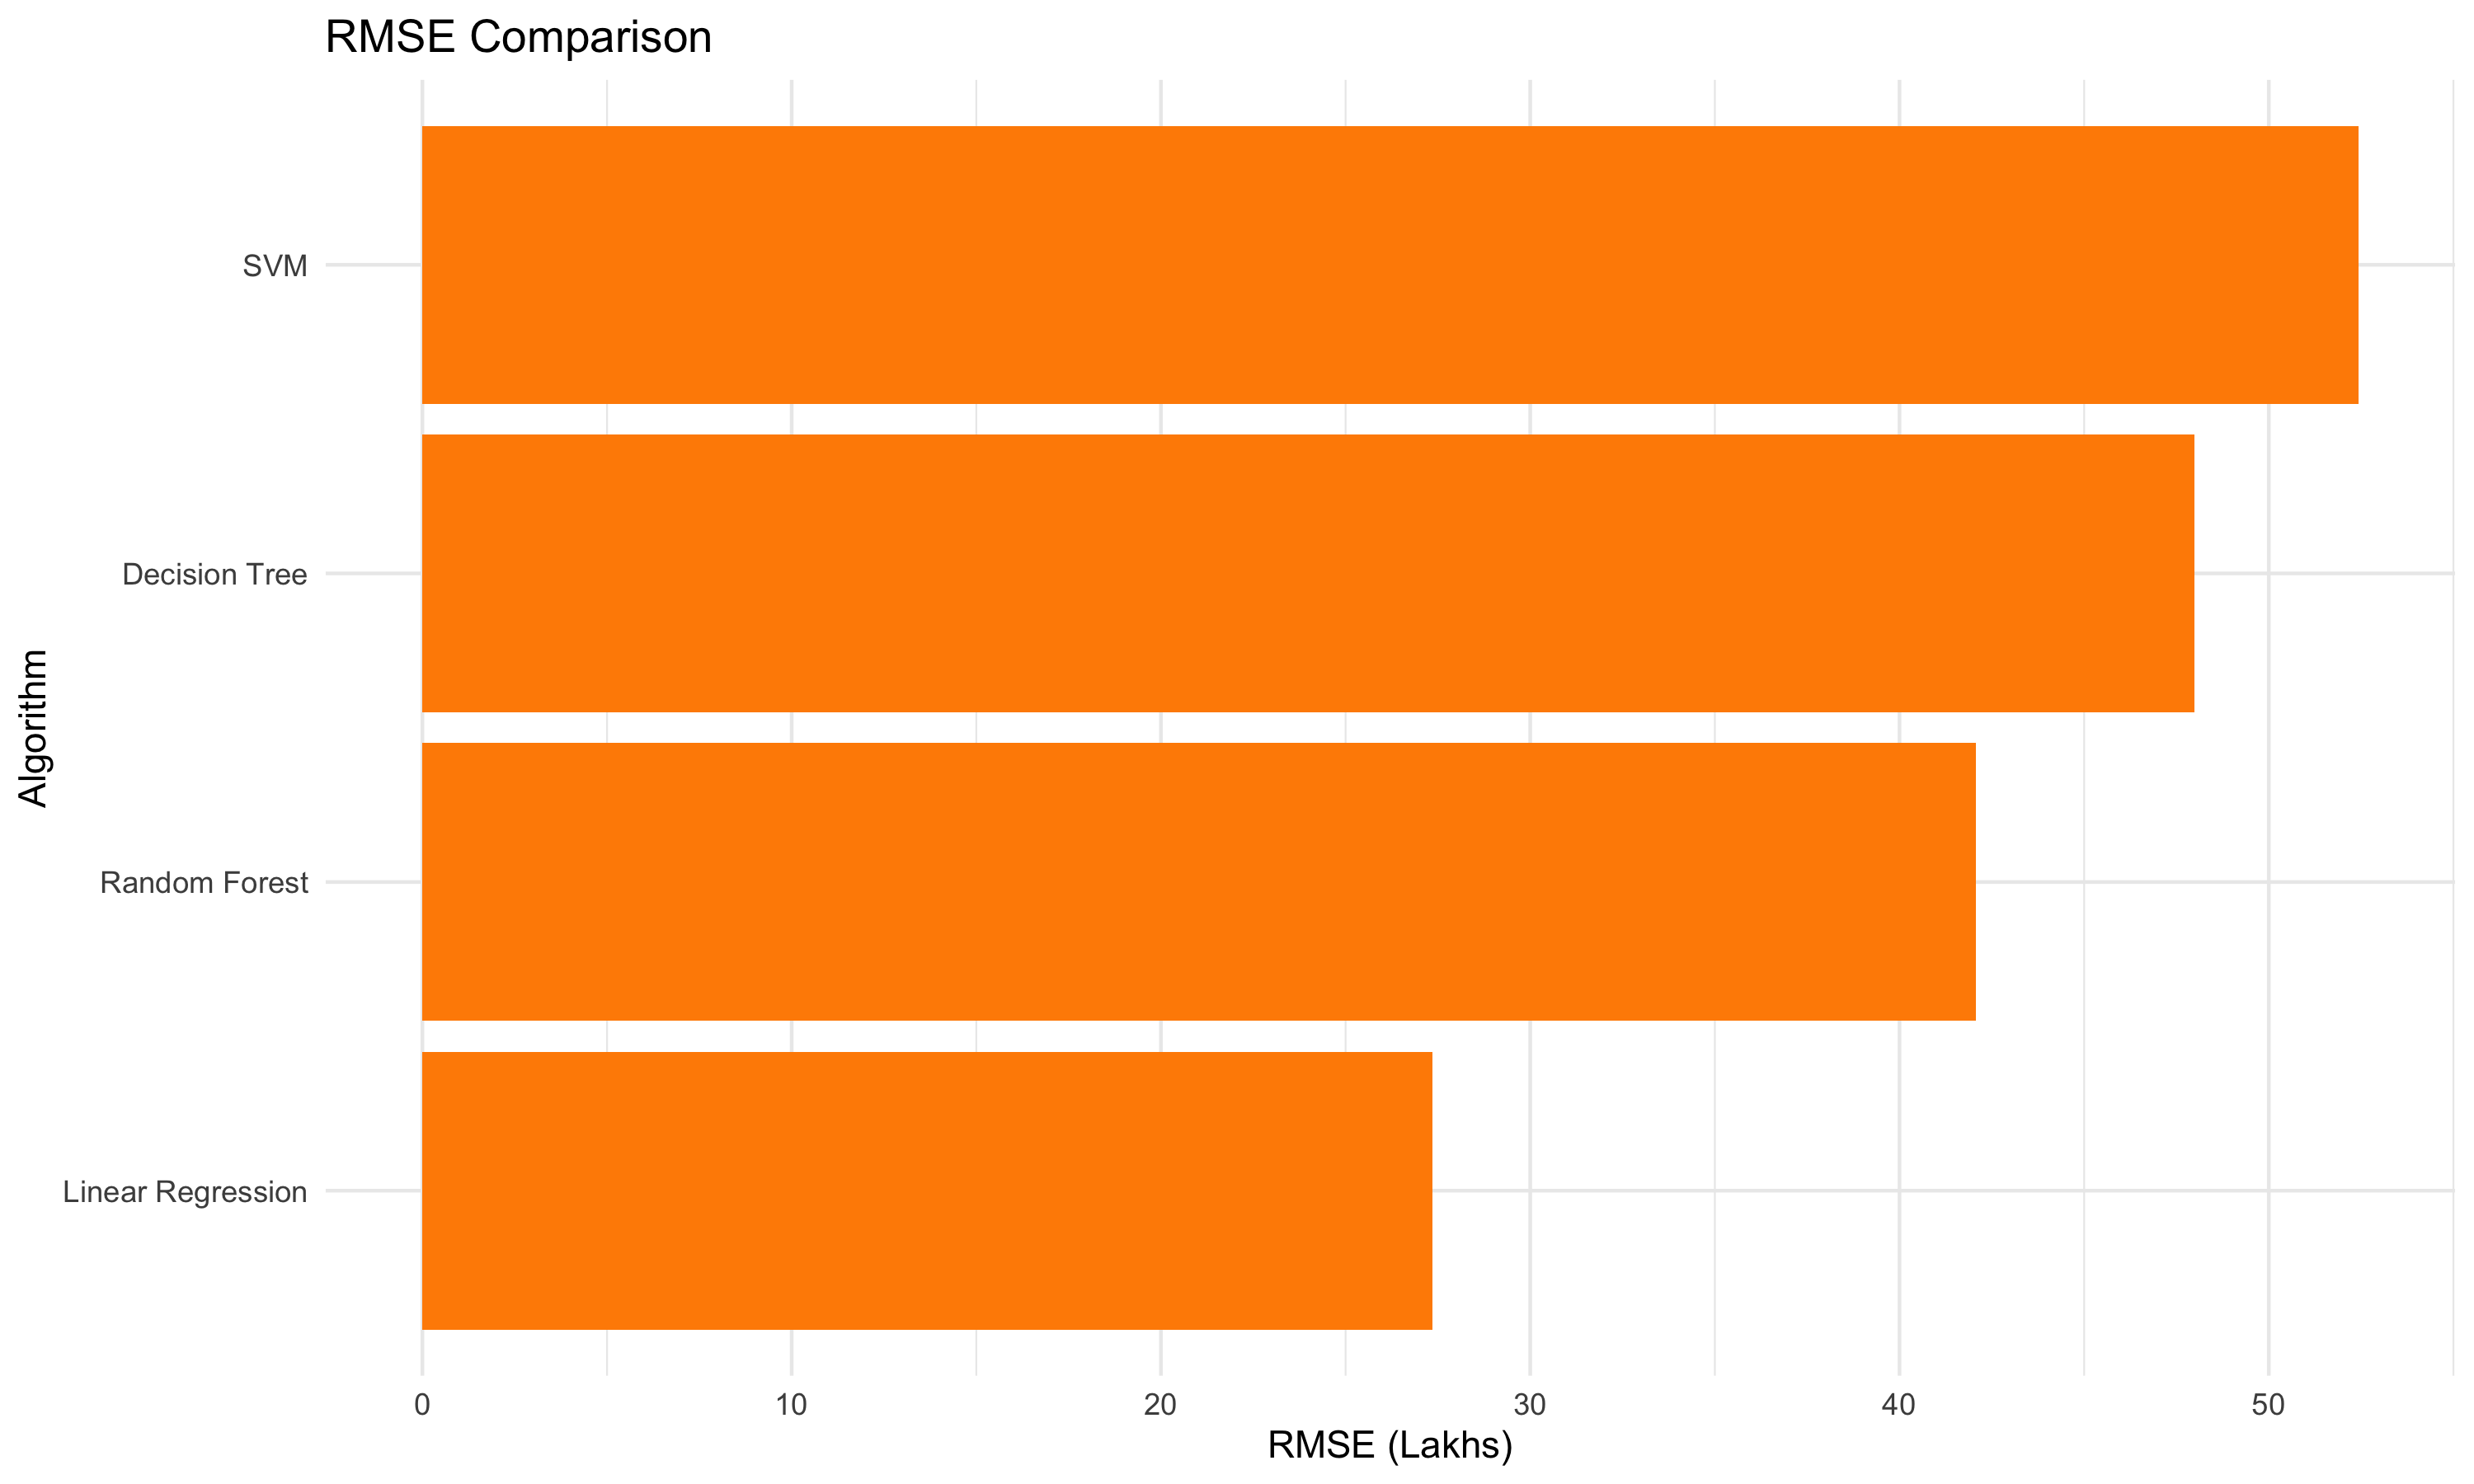 RMSE Comparison
Algorithm
SVM
Decision Tree
Random Forest
Linear Regression
0 10 20 30 40 50
RMSE (Lakhs)